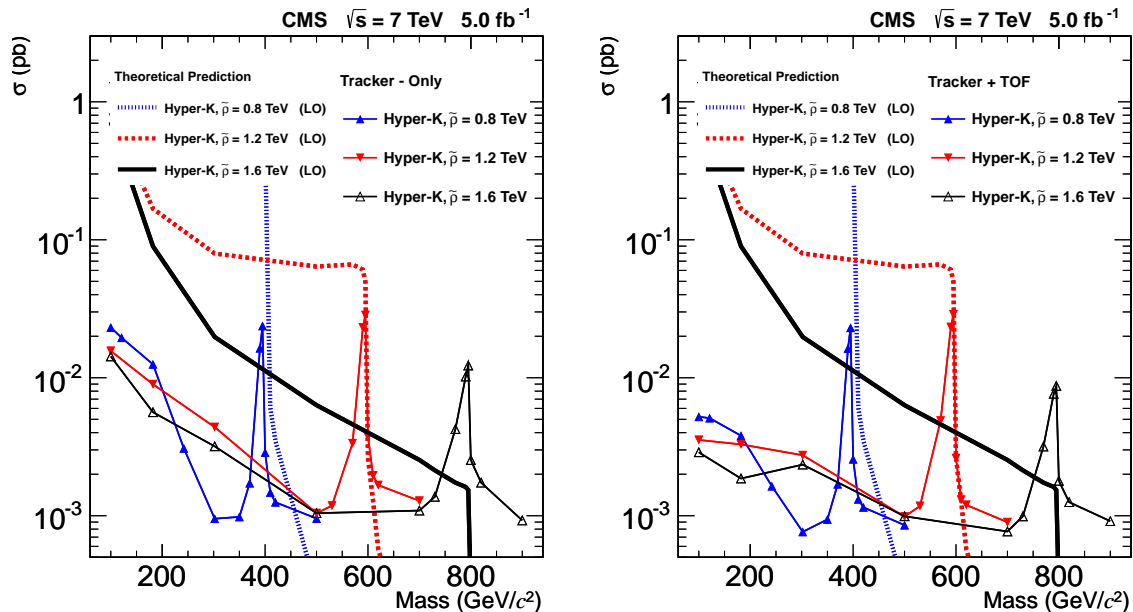 CMS √s = 7 TeV 5.0 fb⁻¹
σ (pb)
Theoretical Prediction
Hyper-K, ρ̃ = 0.8 TeV (LO)
Hyper-K, ρ̃ = 1.2 TeV (LO)
Hyper-K, ρ̃ = 1.6 TeV (LO)
Tracker - Only
Hyper-K, ρ̃ = 0.8 TeV
Hyper-K, ρ̃ = 1.2 TeV
Hyper-K, ρ̃ = 1.6 TeV
1
10⁻¹
10⁻²
10⁻³
200 400 600 800
Mass (GeV/c²)
CMS √s = 7 TeV 5.0 fb⁻¹
σ (pb)
Theoretical Prediction
Hyper-K, ρ̃ = 0.8 TeV (LO)
Hyper-K, ρ̃ = 1.2 TeV (LO)
Hyper-K, ρ̃ = 1.6 TeV (LO)
Tracker + TOF
Hyper-K, ρ̃ = 0.8 TeV
Hyper-K, ρ̃ = 1.2 TeV
Hyper-K, ρ̃ = 1.6 TeV
1
10⁻¹
10⁻²
10⁻³
200 400 600 800
Mass (GeV/c²)